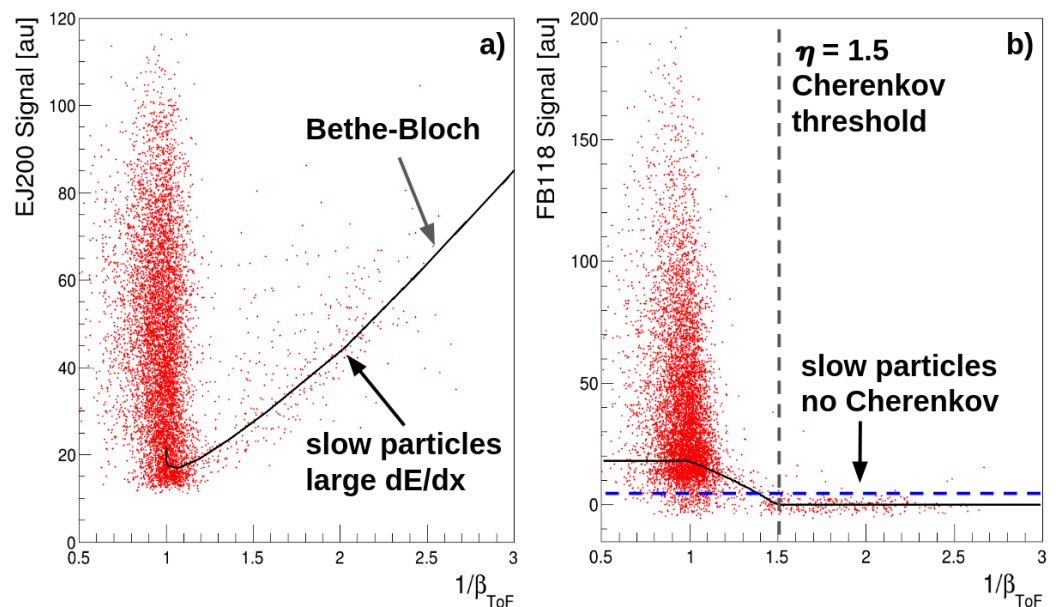 a)
EJ200 Signal [au]
120
100
80
60
40
20
0
Bethe-Bloch
slow particles
large dE/dx
0.5 1 1.5 2 2.5 3
1/β_ToF
b)
FB118 Signal [au]
200
150
100
50
0
η = 1.5
Cherenkov
threshold
slow particles
no Cherenkov
0.5 1 1.5 2 2.5 3
1/β_ToF